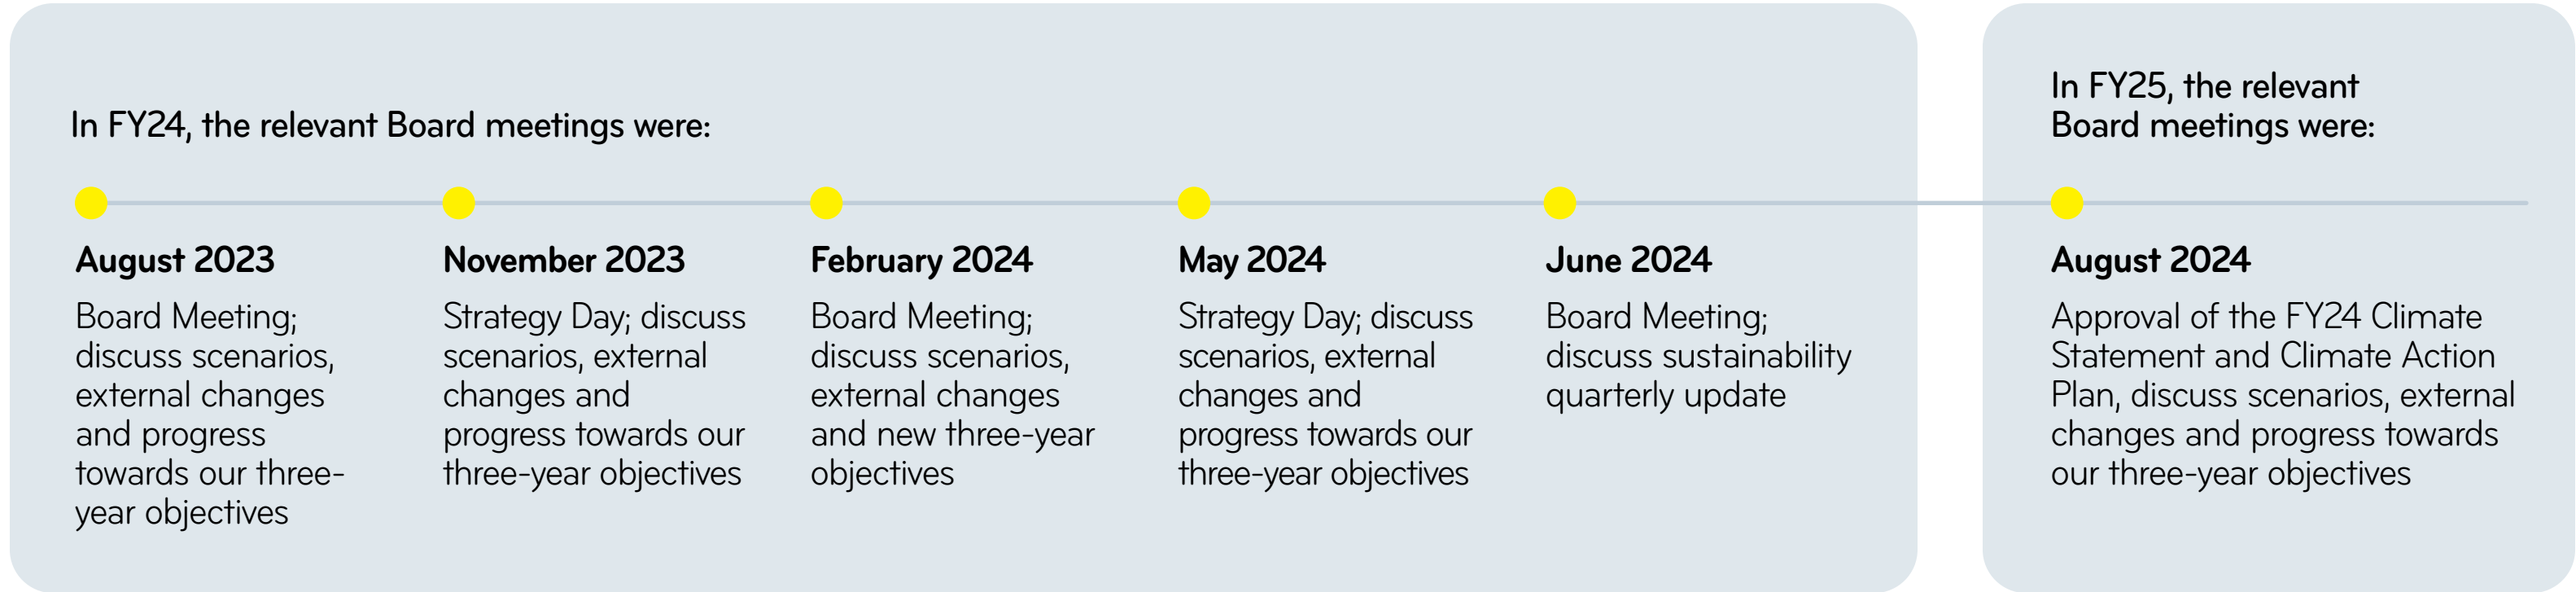 In FY24, the relevant Board meetings were:
August 2023
Board Meeting;
discuss scenarios,
external changes
and progress
towards our three-
year objectives
November 2023
Strategy Day; discuss
scenarios, external
changes and
progress towards our
three-year objectives
February 2024
Board Meeting;
discuss scenarios,
external changes
and new three-year
objectives
May 2024
Strategy Day; discuss
scenarios, external
changes and
progress towards our
three-year objectives
June 2024
Board Meeting;
discuss sustainability
quarterly update
In FY25, the relevant
Board meetings were:
August 2024
Approval of the FY24 Climate
Statement and Climate Action
Plan, discuss scenarios, external
changes and progress towards
our three-year objectives